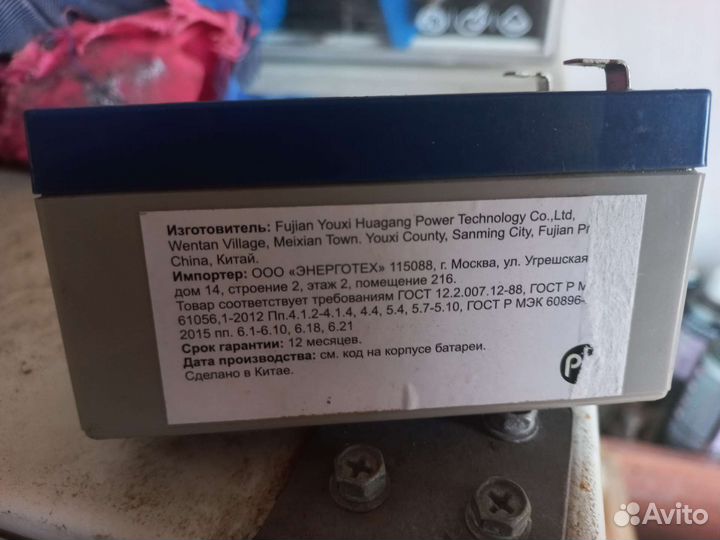 Изготовитель: Fujian Youxi Huagang Power Technology Co.,Ltd,
Wentan Village, Meixian Town. Youxi County, Sanming City, Fujian
China, Китай.
Импортер: ООО «ЭНЕРГОТЕХ» 115088, г. Москва, ул. Угрешская
дом 14, строение 2, этаж 2, помещение 216.
Товар соответствует требованиям ГОСТ 12.2.007.12-88, ГОСТ Р
61056,1-2012 Пп.4.1.2-4.1.4, 4.4, 5.4, 5.7-5.10, ГОСТ Р МЭК 60896-
2015 пп. 6.1-6.10, 6.18, 6.21
Срок гарантии: 12 месяцев.
Дата производства: см. код на корпусе батареи.
Сделано в Китае.
Avito